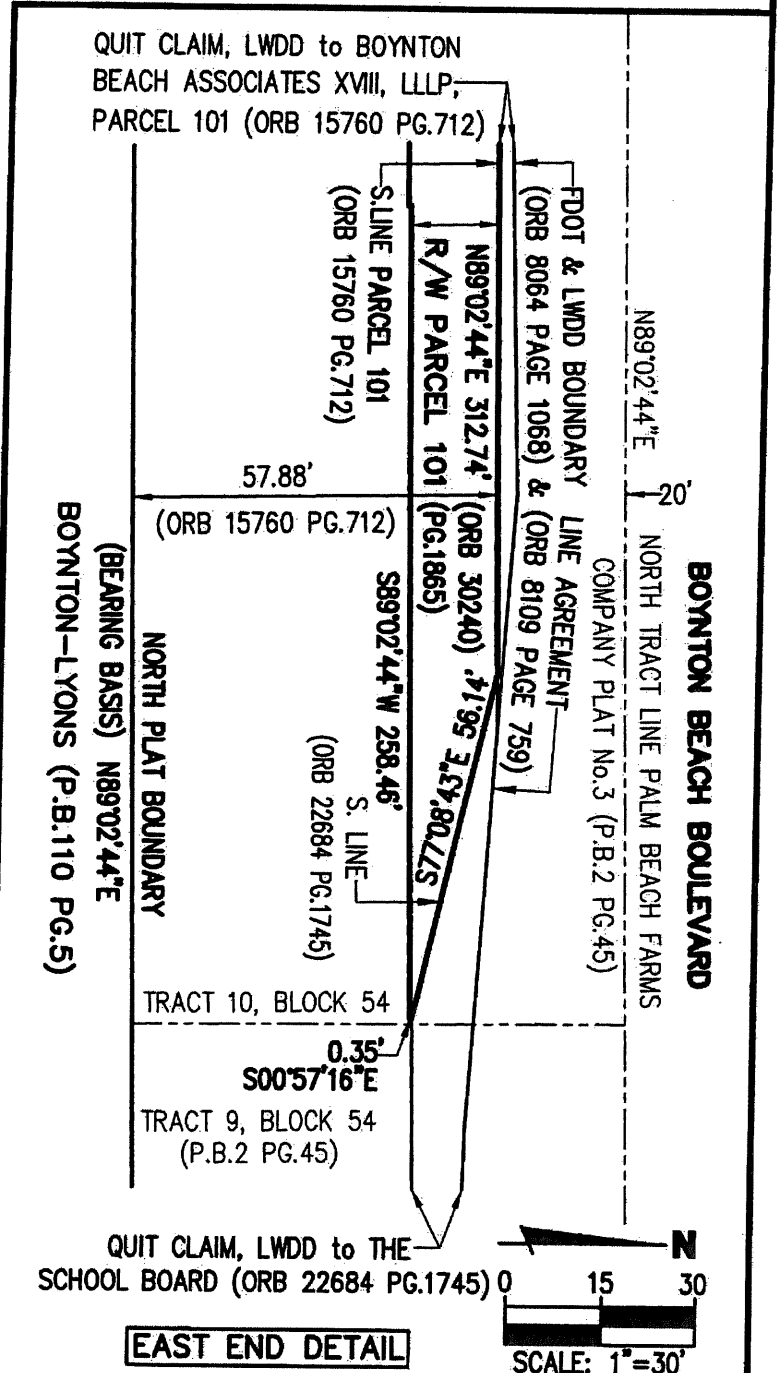 QUIT CLAIM, LWDD to BOYNTON
BEACH ASSOCIATES XVIII, LLLP,
PARCEL 101 (ORB 15760 PG.712)
S.LINE PARCEL 101
(ORB 15760 PG.712)
FDOT & LWDD BOUNDARY LINE AGREEMENT
(ORB 8064 PAGE 1068) & (ORB 8109 PAGE 759)
N89°02'44"E 312.74'
R/W PARCEL 101
(ORB 30240)
(PG.1865)
N89°02'44"E
20'
57.88'
(ORB 15760 PG.712)
BOYNTON BEACH BOULEVARD
NORTH TRACT LINE PALM BEACH FARMS
COMPANY PLAT No.3 (P.B.2 PG.45)
S77°08'43"E 56.14'
S89°02'44"W 258.46'
S. LINE
(ORB 22684 PG.1745)
NORTH PLAT BOUNDARY
(BEARING BASIS) N89°02'44"E
BOYNTON-LYONS (P.B.110 PG.5)
TRACT 10, BLOCK 54
0.35'
S00°57'16"E
TRACT 9, BLOCK 54
(P.B.2 PG.45)
QUIT CLAIM, LWDD to THE
SCHOOL BOARD (ORB 22684 PG.1745)
N
0 15 30
SCALE: 1"=30'
EAST END DETAIL